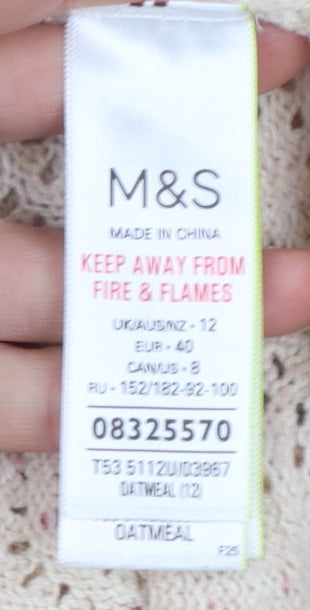 M&S
MADE IN CHINA
KEEP AWAY FROM
FIRE & FLAMES
UK/AUS/NZ - 12
EUR - 40
CAN/US - 8
RU - 152/182-92-100
08325570
T53 5112U/03967
OATMEAL (12)
OATMEAL
F25